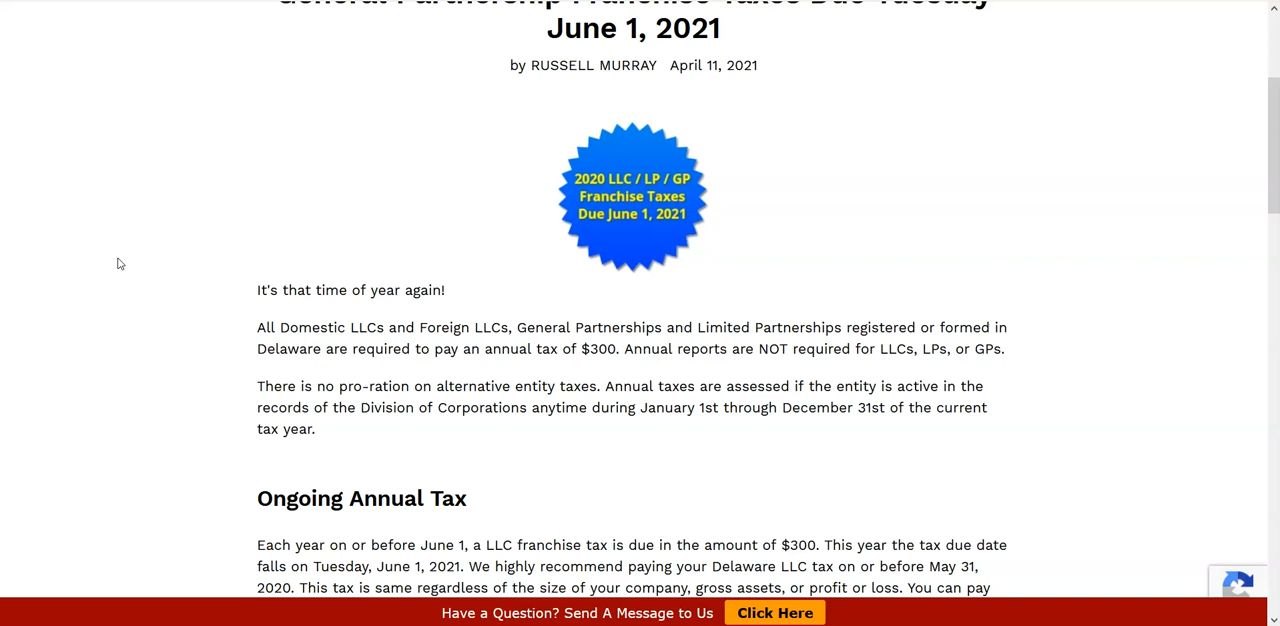 General Partnership Franchise Taxes Due Tuesday
June 1, 2021
by RUSSELL MURRAY April 11, 2021
2020 LLC / LP / GP
Franchise Taxes
Due June 1, 2021
It's that time of year again!
All Domestic LLCs and Foreign LLCs, General Partnerships and Limited Partnerships registered or formed in
Delaware are required to pay an annual tax of $300. Annual reports are NOT required for LLCs, LPs, or GPs.
There is no pro-ration on alternative entity taxes. Annual taxes are assessed if the entity is active in the
records of the Division of Corporations anytime during January 1st through December 31st of the current
tax year.
Ongoing Annual Tax
Each year on or before June 1, a LLC franchise tax is due in the amount of $300. This year the tax due date
falls on Tuesday, June 1, 2021. We highly recommend paying your Delaware LLC tax on or before May 31,
2020. This tax is same regardless of the size of your company, gross assets, or profit or loss. You can pay
Have a Question? Send A Message to Us Click Here